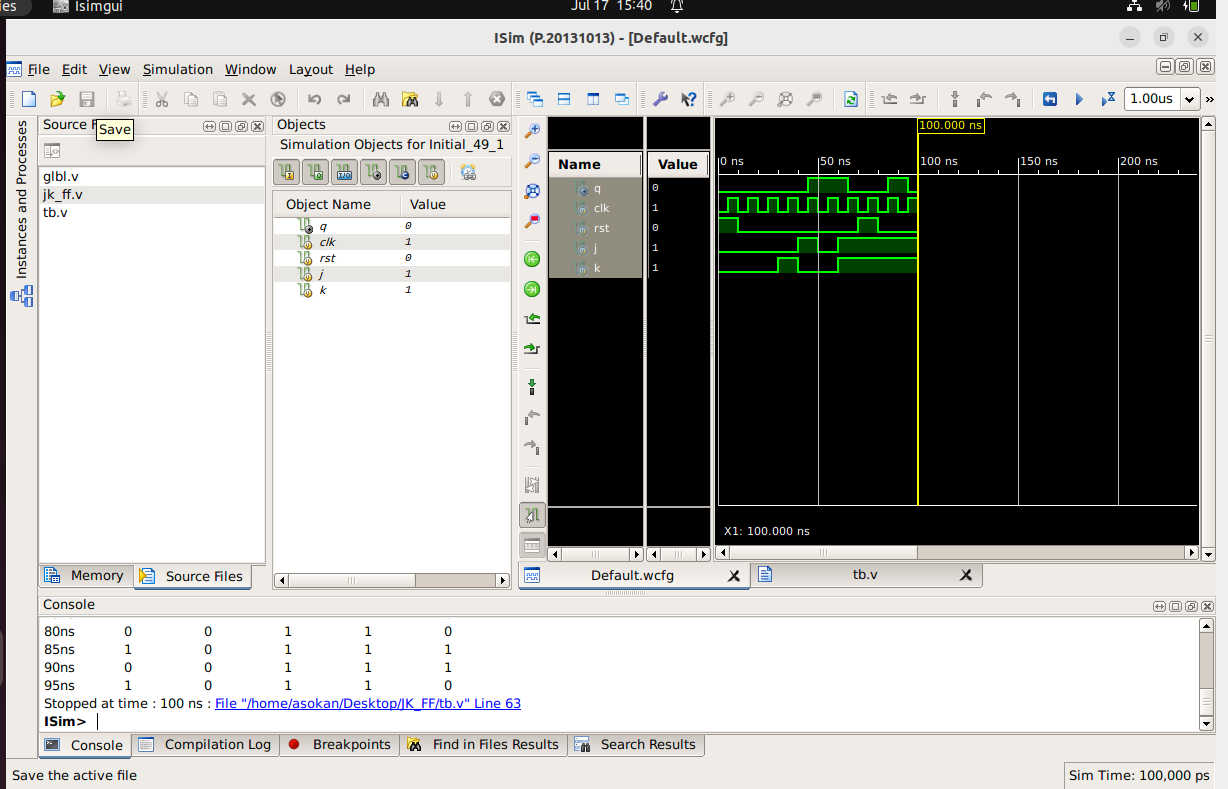 ies Isimgui Jul 17 15:40
ISim (P.20131013) - [Default.wcfg]
File Edit View Simulation Window Layout Help
1.00us »
Instances and Processes
Source F
Save
glbl.v
jk_ff.v
tb.v
Memory Source Files
Objects
Simulation Objects for Initial_49_1
Object Name Value
q 0
clk 1
rst 0
j 1
k 1
Name Value
q 0
clk 1
rst 0
j 1
k 1
100.000 ns
0 ns 50 ns 100 ns 150 ns 200 ns
X1: 100.000 ns
Default.wcfg tb.v
Console
80ns 0 0 1 1 0
85ns 1 0 1 1 1
90ns 0 0 1 1 1
95ns 1 0 1 1 0
Stopped at time : 100 ns : File "/home/asokan/Desktop/JK_FF/tb.v" Line 63
ISim>
Console Compilation Log Breakpoints Find in Files Results Search Results
Save the active file Sim Time: 100,000 ps